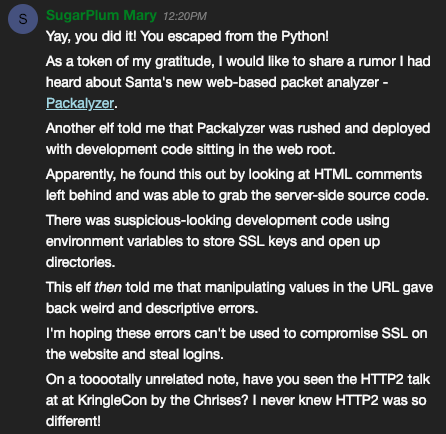 S
SugarPlum Mary 12:20PM
Yay, you did it! You escaped from the Python!
As a token of my gratitude, I would like to share a rumor I had
heard about Santa's new web-based packet analyzer -
Packalyzer.
Another elf told me that Packalyzer was rushed and deployed
with development code sitting in the web root.
Apparently, he found this out by looking at HTML comments
left behind and was able to grab the server-side source code.
There was suspicious-looking development code using
environment variables to store SSL keys and open up
directories.
This elf then told me that manipulating values in the URL gave
back weird and descriptive errors.
I'm hoping these errors can't be used to compromise SSL on
the website and steal logins.
On a tooootally unrelated note, have you seen the HTTP2 talk
at at KringleCon by the Chrises? I never knew HTTP2 was so
different!